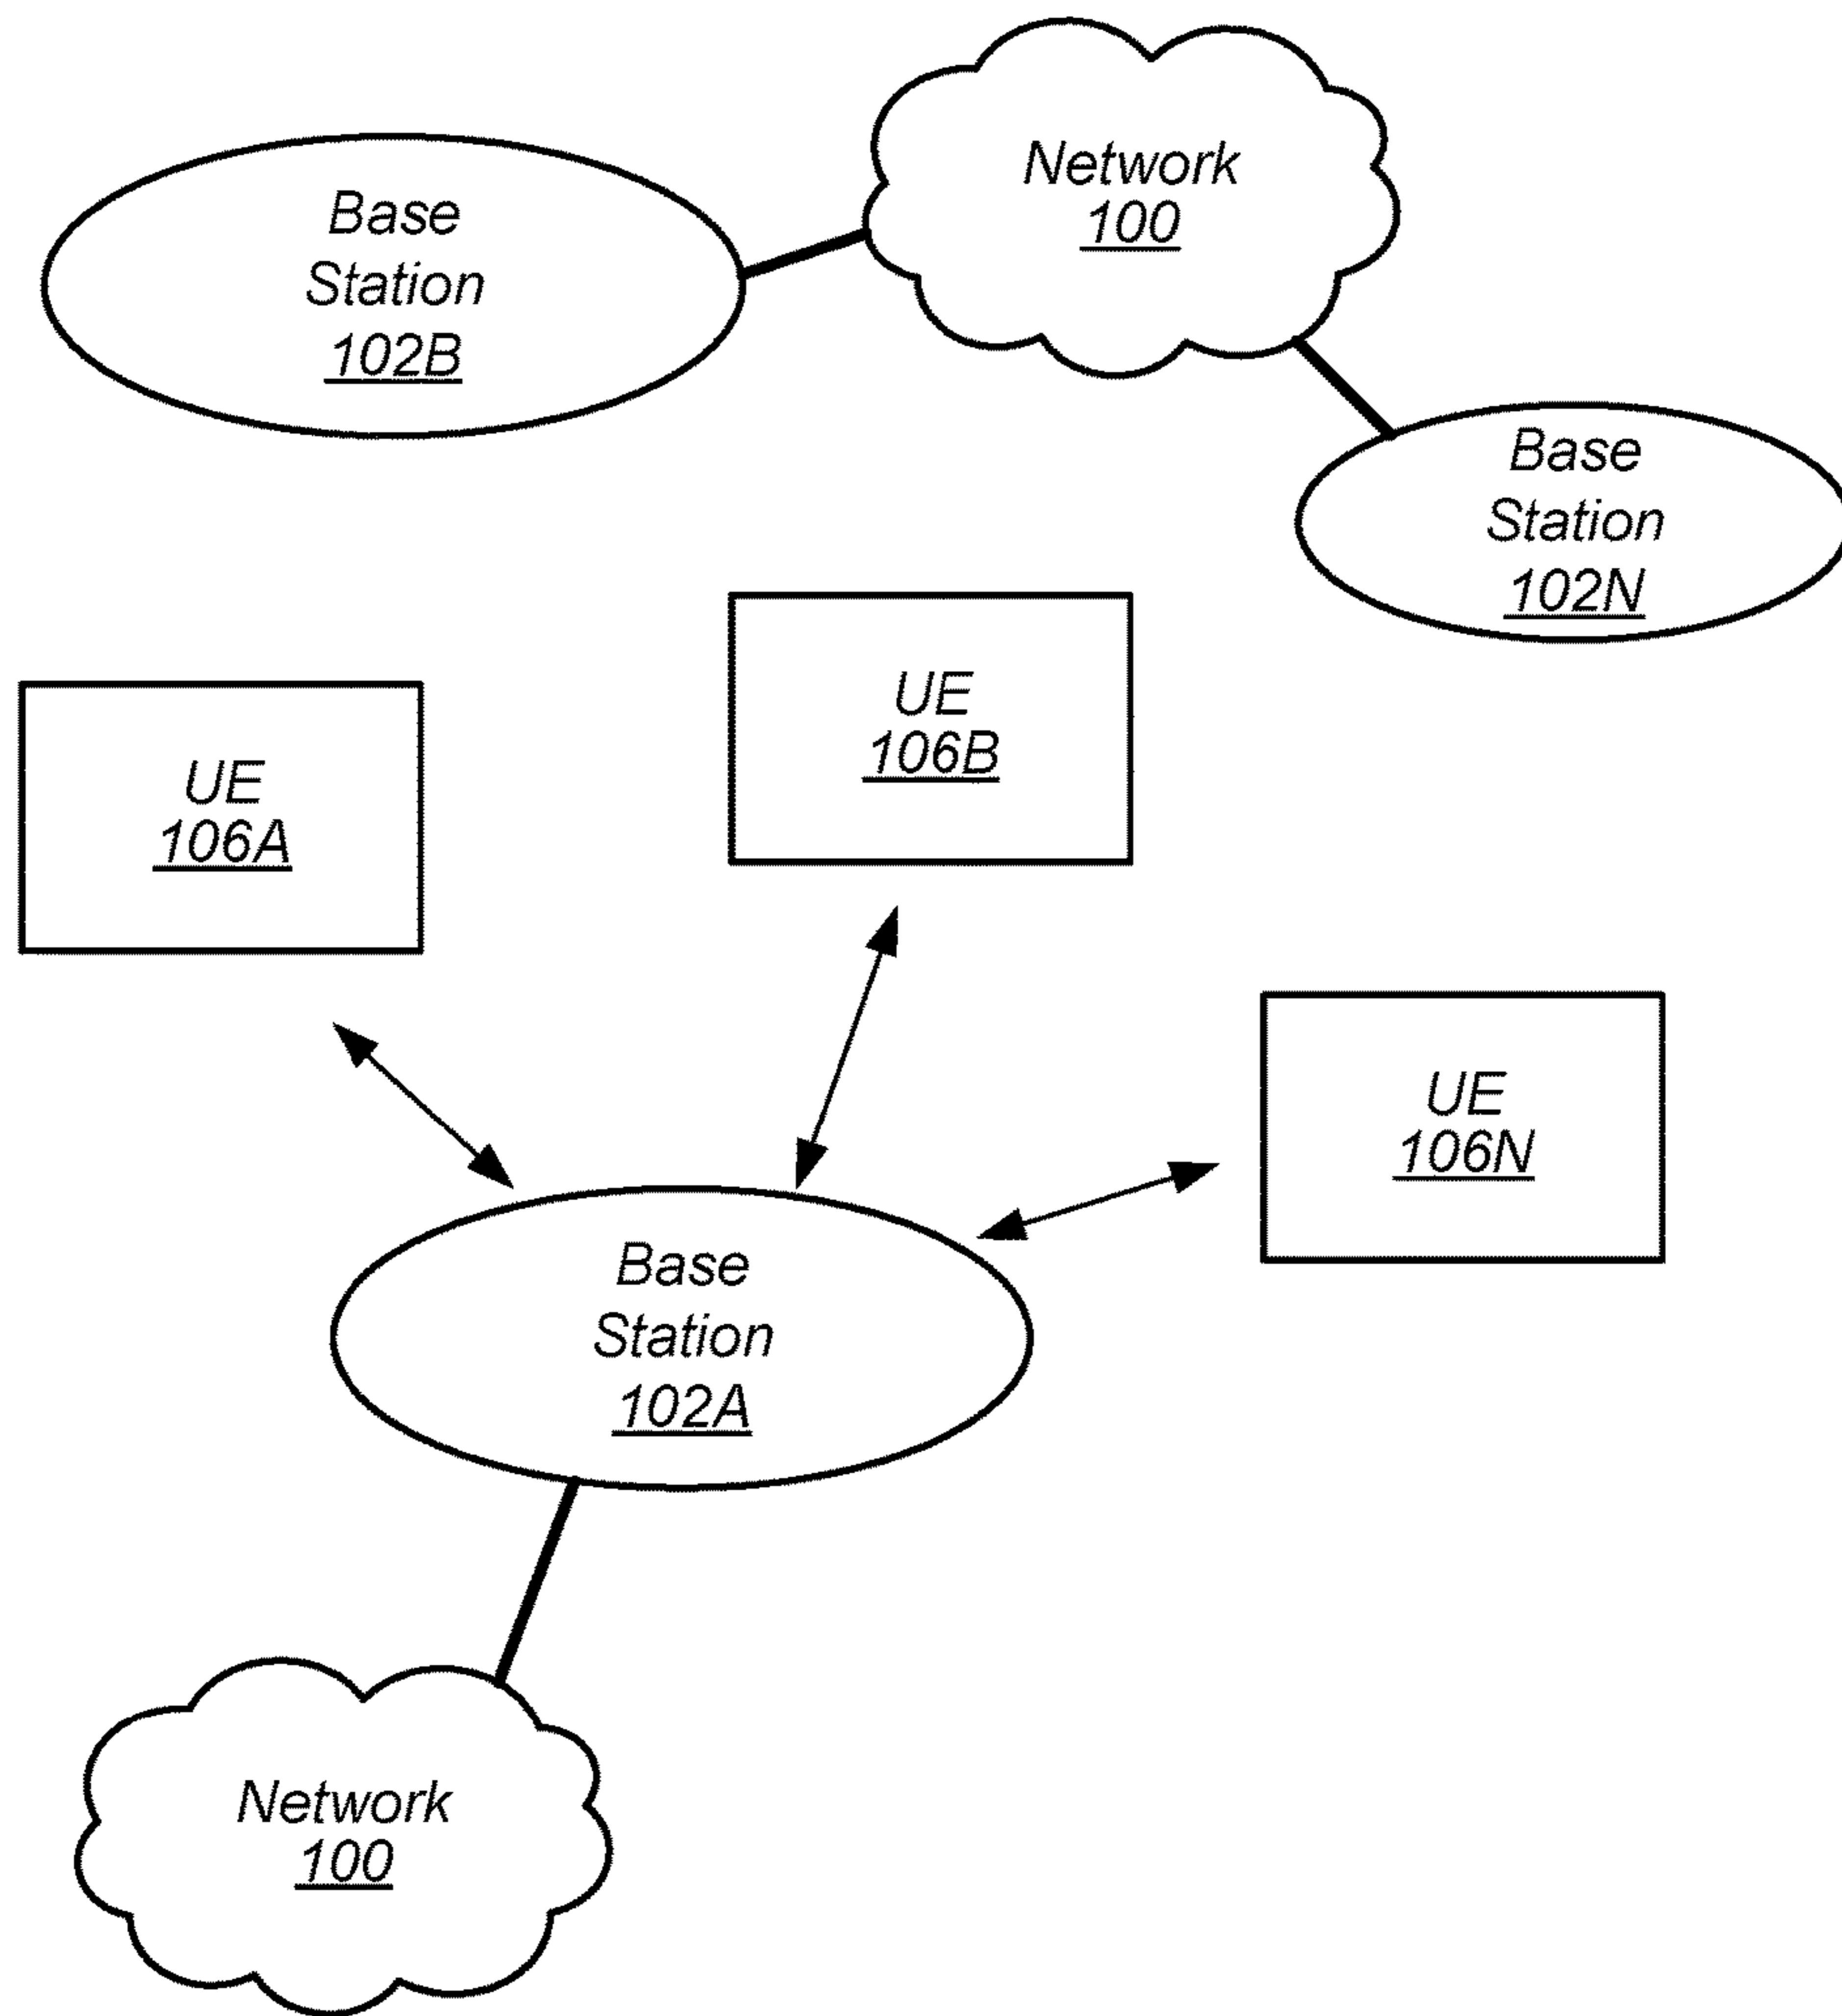 Network
100
Base
Station
102B
Base
Station
102N
UE
106B
UE
106A
UE
106N
Base
Station
102A
Network
100